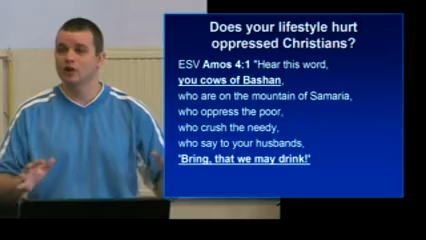 Does your lifestyle hurt
oppressed Christians?
ESV Amos 4:1 "Hear this word,
you cows of Bashan,
who are on the mountain of Samaria,
who oppress the poor,
who crush the needy,
who say to your husbands,
'Bring, that we may drink!'